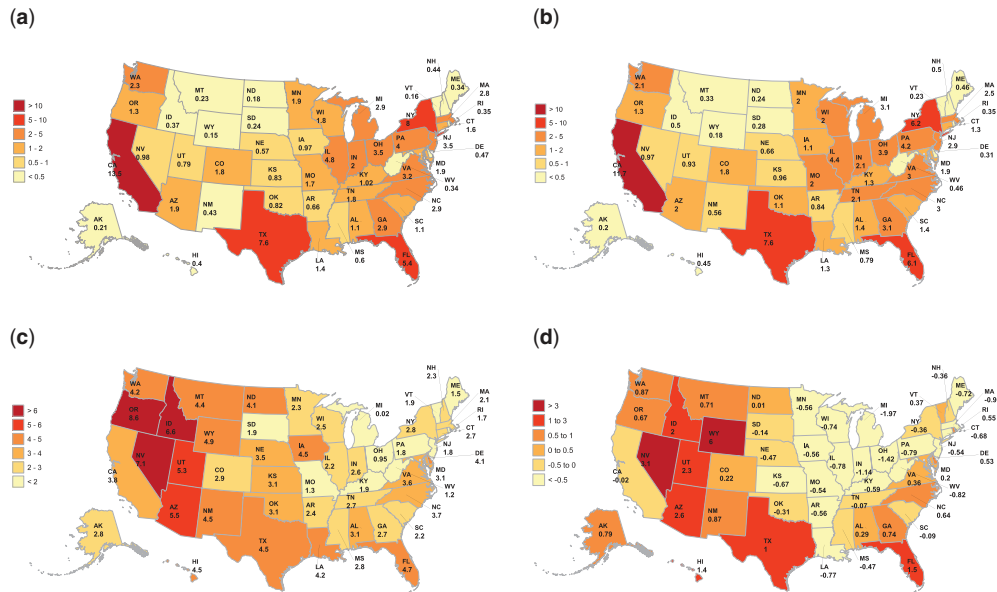 (a)
> 10
5 - 10
2 - 5
1 - 2
0.5 - 1
< 0.5
WA
2.3
OR
1.3
CA
NV
0.98
ID
0.37
MT
0.23
WY
0.15
UT
0.79
AZ
1.9
CO
1.8
NM
0.43
ND
0.18
SD
0.24
NE
0.57
KS
0.83
OK
0.82
TX
7.6
MN
1.9
IA
0.97
MO
1.7
AR
0.66
LA
1.4
WI
1.8
IL
4.8
MI
2.9
IN
2
OH
3.5
KY
1.02
TN
1.8
MS
0.6
AL
1.1
GA
2.9
FL
5.4
SC
1.1
NC
2.9
VA
3.2
WV
0.34
MD
1.9
DE
0.47
NJ
3.5
PA
4
NY
8
CT
1.6
RI
0.35
MA
2.8
VT
0.16
NH
0.44
ME
0.34
AK
0.21
HI
0.4
(b)
> 10
5 - 10
2 - 5
1 - 2
0.5 - 1
< 0.5
WA
2.1
OR
1.3
CA
NV
0.97
ID
0.5
MT
0.33
WY
0.18
UT
0.93
AZ
2
CO
1.8
NM
0.56
ND
0.24
SD
0.28
NE
0.66
KS
0.96
OK
1.1
TX
7.6
MN
2
IA
1.1
MO
2
AR
0.84
LA
1.3
WI
2
IL
4.4
MI
3.1
IN
2.1
OH
3.9
KY
1.3
TN
2.1
MS
0.79
AL
1.4
GA
3.1
FL
6.1
SC
1.4
NC
3
VA
3
WV
0.46
MD
1.9
DE
0.31
NJ
2.9
PA
4.2
NY
6.2
CT
1.3
RI
0.35
MA
2.5
VT
0.23
NH
0.5
ME
0.46
AK
0.2
HI
0.45
(c)
> 6
5 - 6
4 - 5
3 - 4
2 - 3
< 2
WA
4.2
OR
6.6
CA
3.8
NV
7.1
ID
6.6
MT
4.4
WY
4.9
UT
5.3
AZ
5.5
CO
2.9
NM
4.5
ND
4.1
SD
1.9
NE
3.5
KS
3.1
OK
3.1
TX
4.5
MN
2.3
IA
4.5
MO
1.3
AR
2.4
LA
4.2
WI
2.5
IL
2.2
MI
0.02
IN
2.6
OH
0.95
KY
1.9
TN
2.7
MS
2.8
AL
3.1
GA
2.7
FL
4.7
SC
2.2
NC
3.7
VA
3.6
WV
1.2
MD
3.1
DE
4.1
NJ
1.8
PA
1.8
NY
2.8
CT
2.7
RI
1.7
MA
2.1
VT
1.9
NH
2.3
ME
1.5
AK
2.8
HI
4.5
(d)
> 3
1 to 3
0.5 to 1
0 to 0.5
-0.5 to 0
< -0.5
WA
0.87
OR
0.67
CA
-0.02
NV
3.1
ID
2
MT
0.71
WY
6
UT
2.3
AZ
2.6
CO
0.22
NM
0.87
ND
0.01
SD
-0.14
NE
-0.47
KS
-0.67
OK
-0.31
TX
1
MN
-0.56
IA
-0.56
MO
-0.54
AR
-0.56
LA
-0.77
WI
-0.74
IL
-0.78
MI
-1.97
IN
-1.14
OH
-1.42
KY
-0.59
TN
-0.07
MS
-0.47
AL
0.29
GA
0.74
FL
1.5
SC
-0.09
NC
0.64
VA
0.36
WV
-0.82
MD
0.2
DE
0.53
NJ
-0.54
PA
-0.79
NY
-0.36
CT
-0.68
RI
-0.55
MA
-0.9
VT
0.37
NH
-0.36
ME
-0.72
AK
0.79
HI
1.4